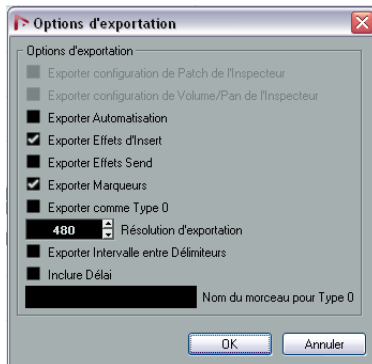 Options d'exportation
Options d'exportation
Exporter configuration de Patch de l'Inspecteur
Exporter configuration de Volume/Pan de l'Inspecteur
Exporter Automatisation
Exporter Effets d'Insert
Exporter Effets Send
Exporter Marqueurs
Exporter comme Type 0
480 Résolution d'exportation
Exporter Intervalle entre Délimiteurs
Inclure Délai
Nom du morceau pour Type 0
OK Annuler